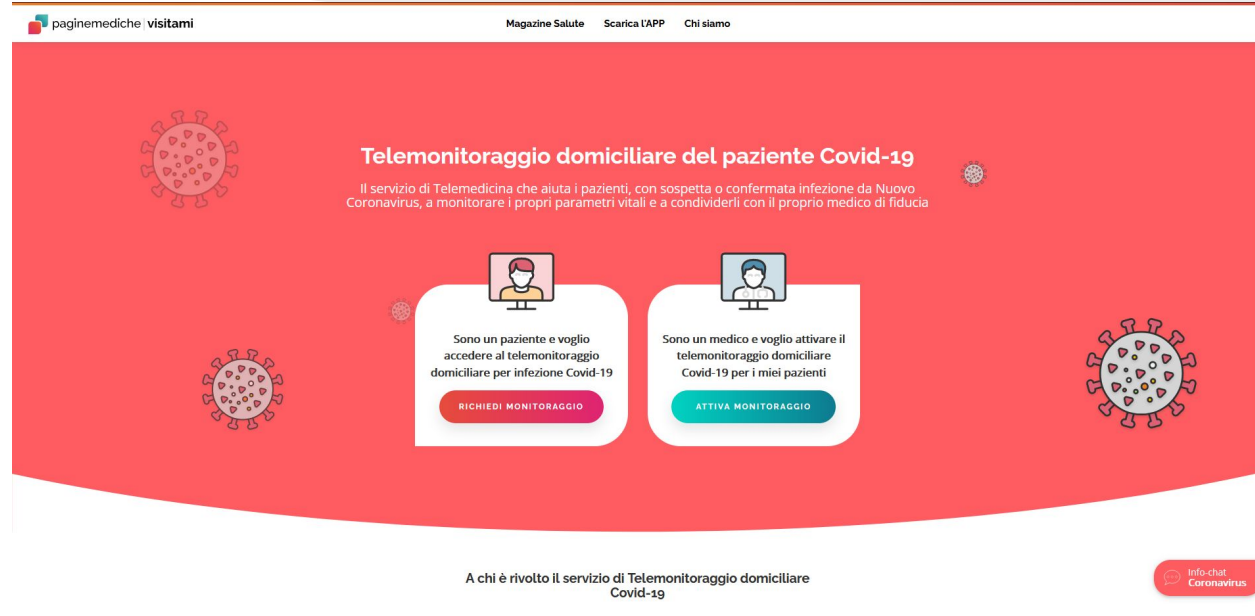 paginemediche visitami
Magazine Salute Scarica l'APP Chi siamo
Telemonitoraggio domiciliare del paziente Covid-19
Il servizio di Telemedicina che aiuta i pazienti, con sospetta o confermata infezione da Nuovo
Coronavirus, a monitorare i propri parametri vitali e a condividerli con il proprio medico di fiducia
Sono un paziente e voglio
accedere al telemonitoraggio
domiciliare per infezione Covid-19
RICHIEDI MONITORAGGIO
Sono un medico e voglio attivare il
telemonitoraggio domiciliare
Covid-19 per i miei pazienti
ATTIVA MONITORAGGIO
A chi è rivolto il servizio di Telemonitoraggio domiciliare
Covid-19
Info-chat
Coronavirus